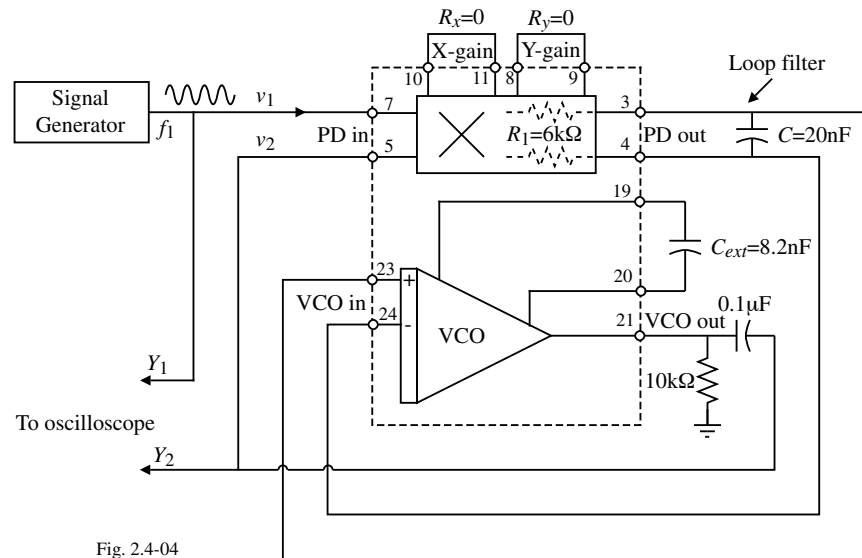 Rx=0 Ry=0
X-gain Y-gain
10 11 8 9
Loop filter
Signal Generator
f1
v1
v2
PD in
7
5
R1=6kΩ
3
4
PD out
C=20nF
19
Cext=8.2nF
20
23
+
VCO in
24
-
VCO
21
VCO out
0.1μF
10kΩ
Y1
To oscilloscope
Y2
Fig. 2.4-04